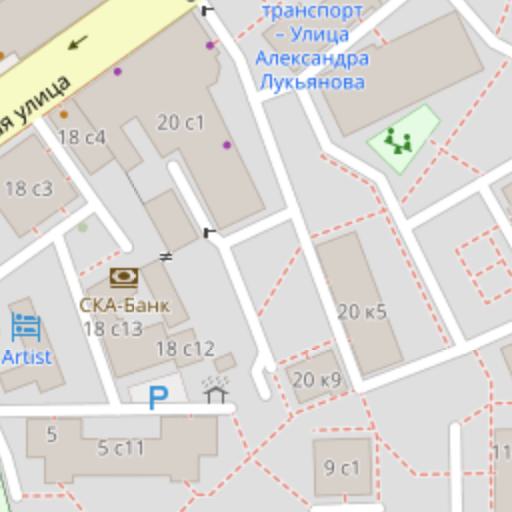 транспорт
– Улица
Александра
Лукьянова
ая улица
18 с4
20 с1
18 с3
СКА-Банк
18 с13
Artist
18 с12
20 к5
20 к9
P
5
5 с11
9 с1
11